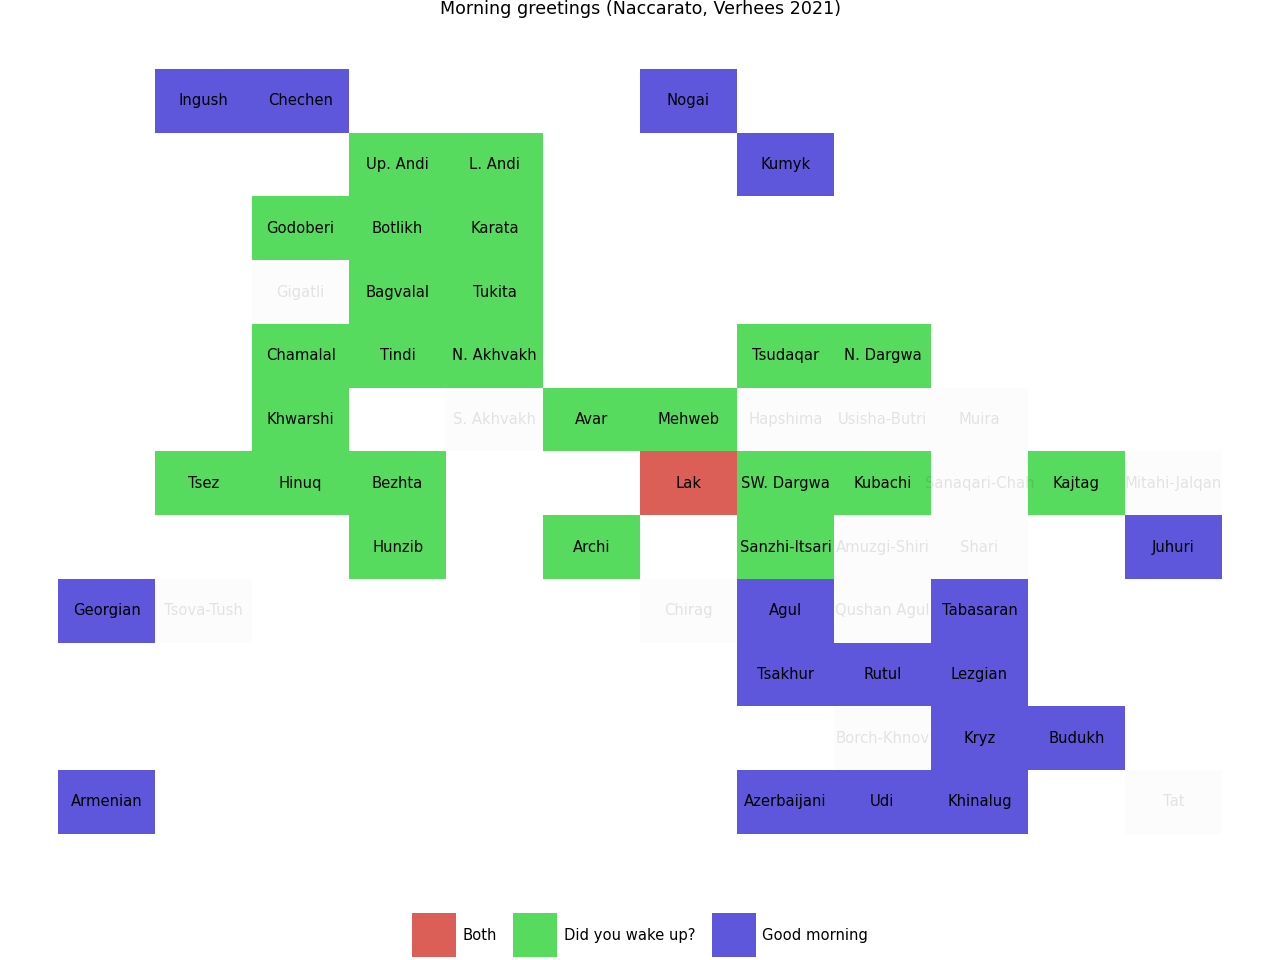 Morning greetings (Naccarato, Verhees 2021)
Ingush Chechen Nogai
Up. Andi L. Andi Kumyk
Godoberi Botlikh Karata
Gigatli Bagvalal Tukita
Chamalal Tindi N. Akhvakh Tsudaqar N. Dargwa
Khwarshi S. Akhvakh Avar Mehweb Hapshima Usisha-Butri Muira
Tsez Hinuq Bezhta Lak SW. Dargwa Kubachi Sanaqari-Chah Kajtag Mitahi-Jalqan
Hunzib Archi Sanzhi-Itsari Amuzgi-Shiri Shari Juhuri
Georgian Tsova-Tush Chirag Agul Qushan Agul Tabasaran
Tsakhur Rutul Lezgian
Borch-Khnov Kryz Budukh
Armenian Azerbaijani Udi Khinalug Tat
Both Did you wake up? Good morning